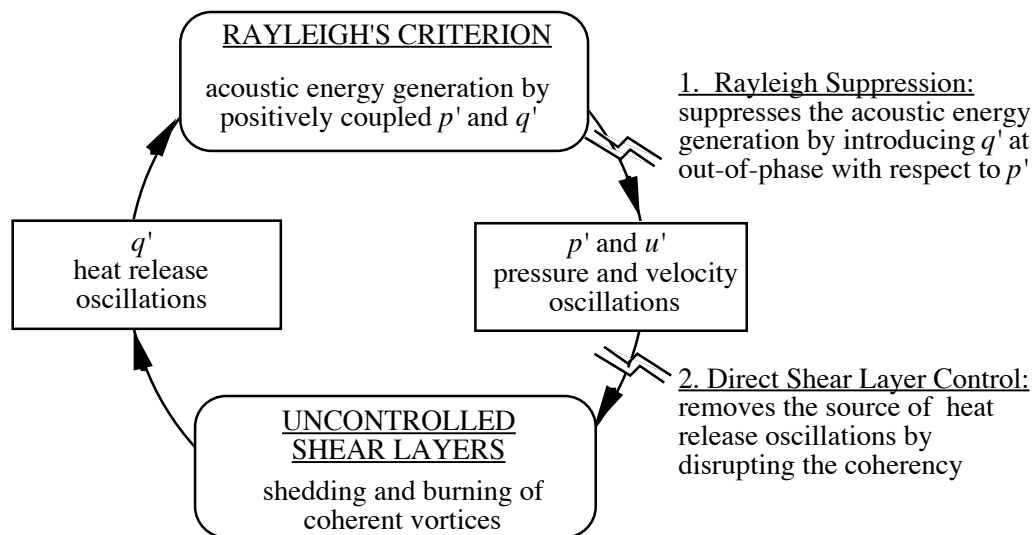 RAYLEIGH'S CRITERION
acoustic energy generation by
positively coupled p' and q'
1. Rayleigh Suppression:
suppresses the acoustic energy
generation by introducing q' at
out-of-phase with respect to p'
q'
heat release
oscillations
p' and u'
pressure and velocity
oscillations
2. Direct Shear Layer Control:
removes the source of heat
release oscillations by
disrupting the coherency
UNCONTROLLED
SHEAR LAYERS
shedding and burning of
coherent vortices